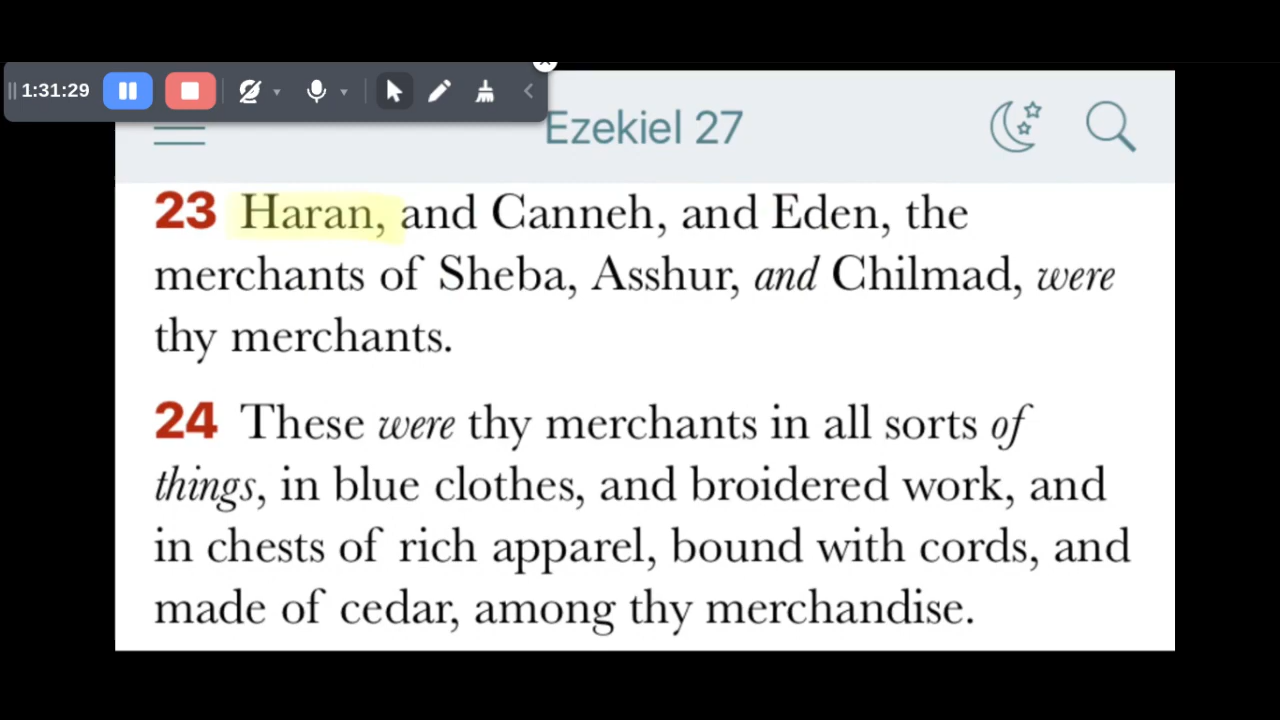 1:31:29
Ezekiel 27
23 Haran, and Canneh, and Eden, the
merchants of Sheba, Asshur, and Chilmad, were
thy merchants.
24 These were thy merchants in all sorts of
things, in blue clothes, and broidered work, and
in chests of rich apparel, bound with cords, and
made of cedar, among thy merchandise.